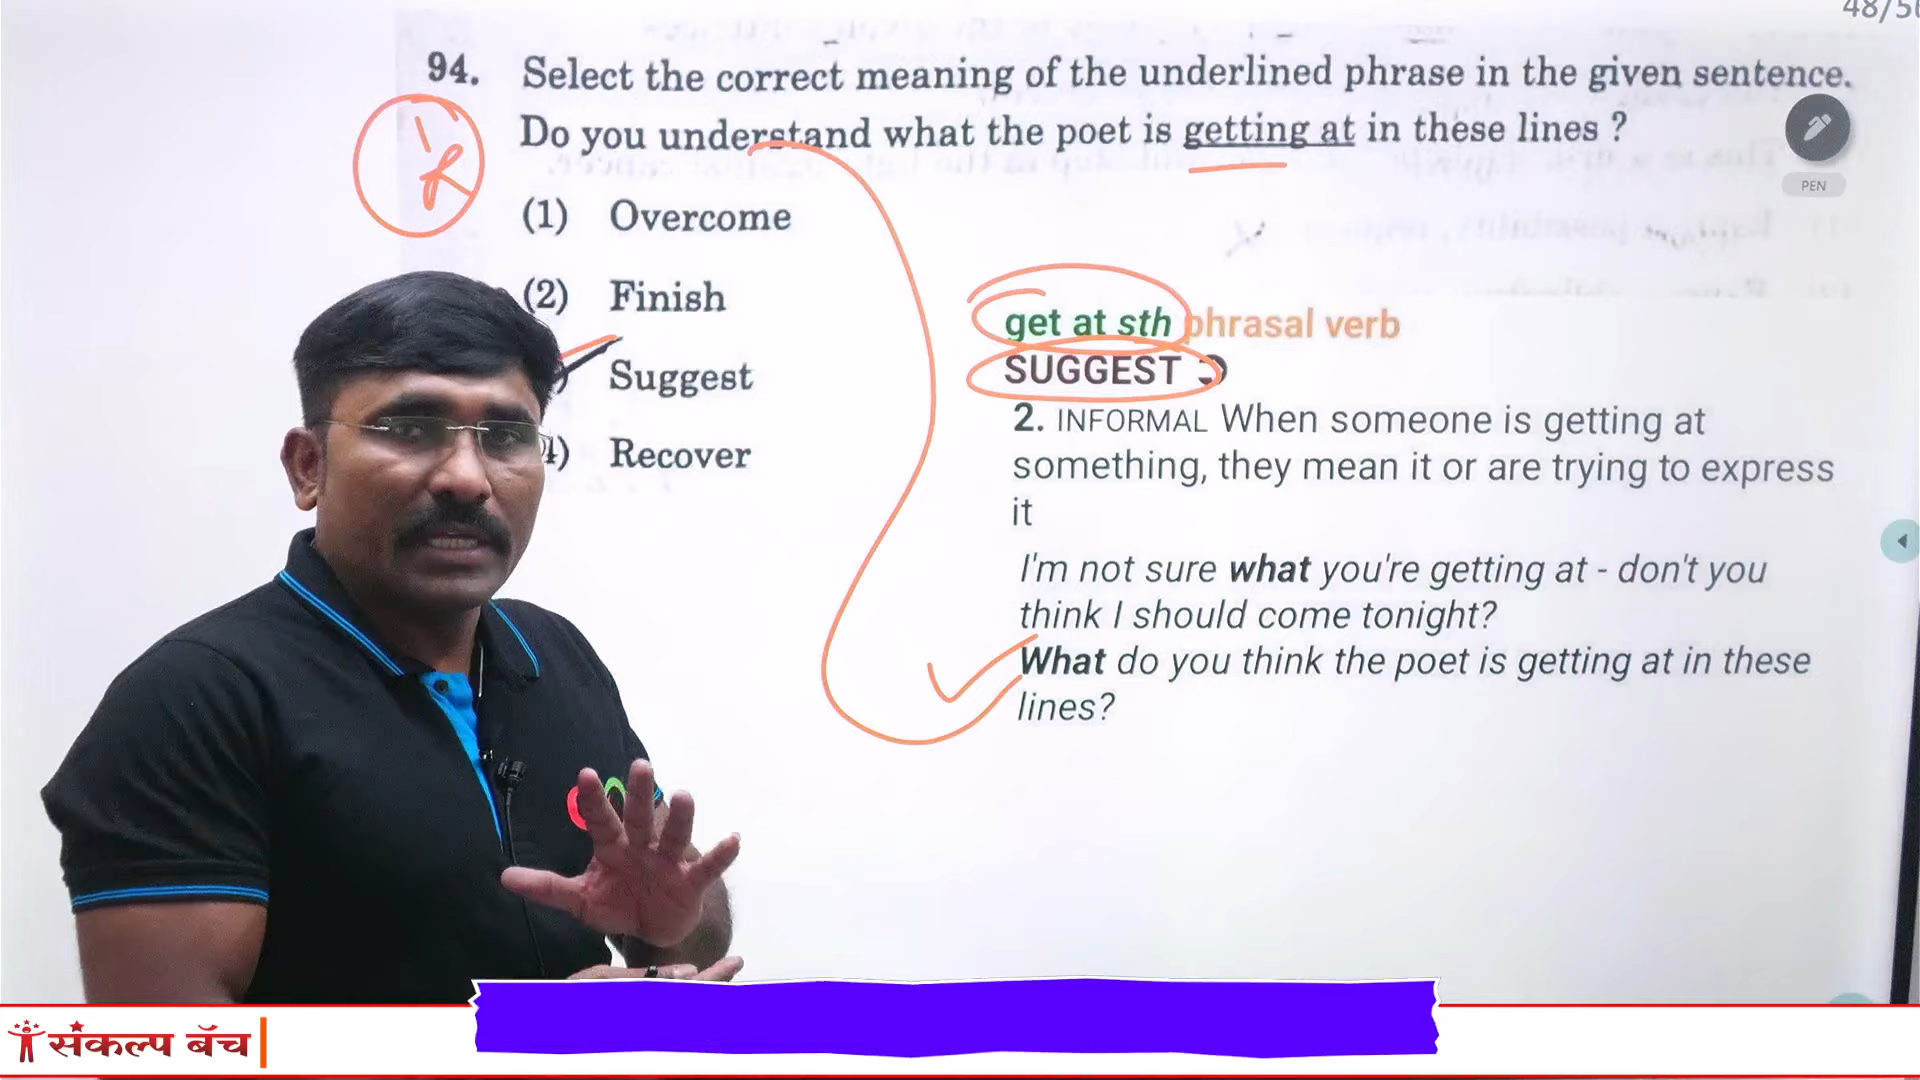 48/56
94. Select the correct meaning of the underlined phrase in the given sentence.
Do you understand what the poet is getting at in these lines ?
PEN
(1) Overcome
(2) Finish
) Suggest
4) Recover
get at sth phrasal verb
SUGGEST
2. INFORMAL When someone is getting at
something, they mean it or are trying to express
it
I'm not sure what you're getting at - don't you
think I should come tonight?
What do you think the poet is getting at in these
lines?
संकल्प बॅच